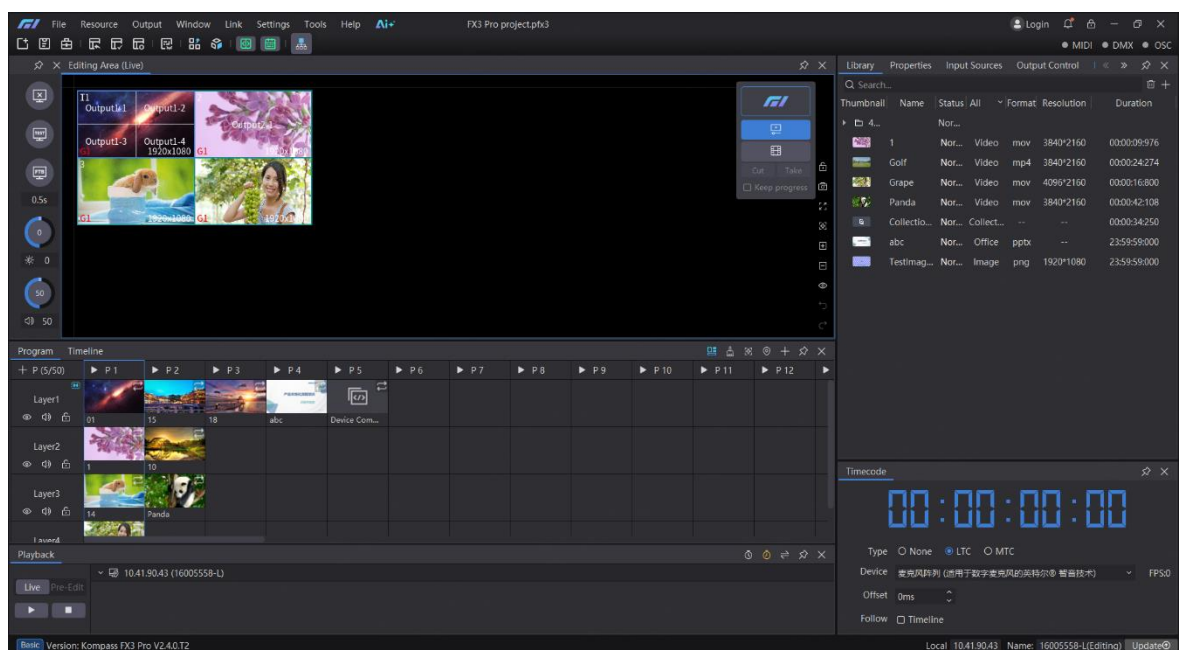 File Resource Output Window Link Settings Tools Help Ai+ FX3 Pro project.pfx3 Login
MIDI DMX OSC
Editing Area (Live)
Library Properties Input Sources Output Control
Search...
Thumbnail Name Status All Format Resolution Duration
4... Nor...
1 Nor... Video mov 3840*2160 00:00:09:976
Golf Nor... Video mp4 3840*2160 00:00:24:274
Grape Nor... Video mov 4096*2160 00:00:16:800
Panda Nor... Video mov 3840*2160 00:00:42:108
Collectio... Nor... Collect... -- -- 00:00:34:250
abc Nor... Office pptx -- 23:59:59:000
TestImag... Nor... Image png 1920*1080 23:59:59:000
TEST
FTB
0.5s
0
0
50
50
I1
Output1-1 Output1-2
Output2-1
Output1-3 Output1-4
G1 1920x1080 G1 1920x1080
3
G1 1920x1080 G1
Cut Take
Keep progress
Program Timeline
+ P (5/50) P 1 P 2 P 3 P 4 P 5 P 6 P 7 P 8 P 9 P 10 P 11 P 12
Layer1
01 15 18 abc Device Com...
Layer2
1 10
Layer3
14 Panda
Layer4
Playback
10.41.90.43 (16005558-L)
Live Pre-Edit
Timecode
00:00:00:00
Type None LTC MTC
Device 麦克风阵列 (适用于数字麦克风的英特尔® 智音技术) FPS:0
Offset 0ms
Follow Timeline
Basic Version: Kompass FX3 Pro V2.4.0.T2 Local 10.41.90.43 Name: 16005558-L(Editing) Update